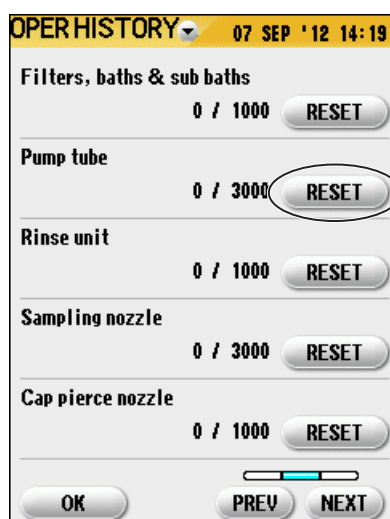 OPER HISTORY 07 SEP '12 14:19
Filters, baths & sub baths
0 / 1000 RESET
Pump tube
0 / 3000 RESET
Rinse unit
0 / 1000 RESET
Sampling nozzle
0 / 3000 RESET
Cap pierce nozzle
0 / 1000 RESET
OK PREV NEXT